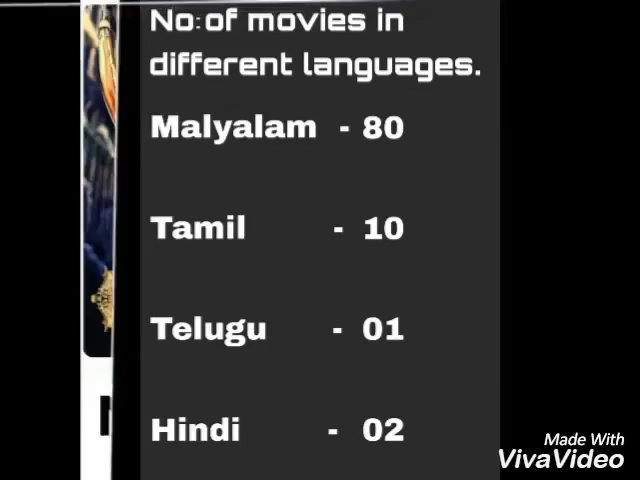 No:of movies in
different languages.
Malyalam - 80
Tamil - 10
Telugu - 01
Hindi - 02
Made With
VivaVideo